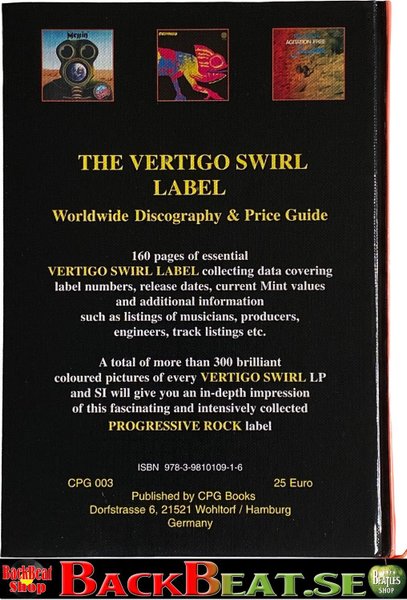 AGITATION FREE
THE VERTIGO SWIRL
LABEL
Worldwide Discography & Price Guide
160 pages of essential
VERTIGO SWIRL LABEL collecting data covering
label numbers, release dates, current Mint values
and additional information
such as listings of musicians, producers,
engineers, track listings etc.
A total of more than 300 brilliant
coloured pictures of every VERTIGO SWIRL LP
and SI will give you an in-depth impression
of this fascinating and intensively collected
PROGRESSIVE ROCK label
ISBN 978-3-9810109-1-6
CPG 003 25 Euro
Published by CPG Books
Dorfstrasse 6, 21521 Wohltorf / Hamburg
Germany
BackBeat
Shop
BACKBEAT.SE
BEATLES
SHOP